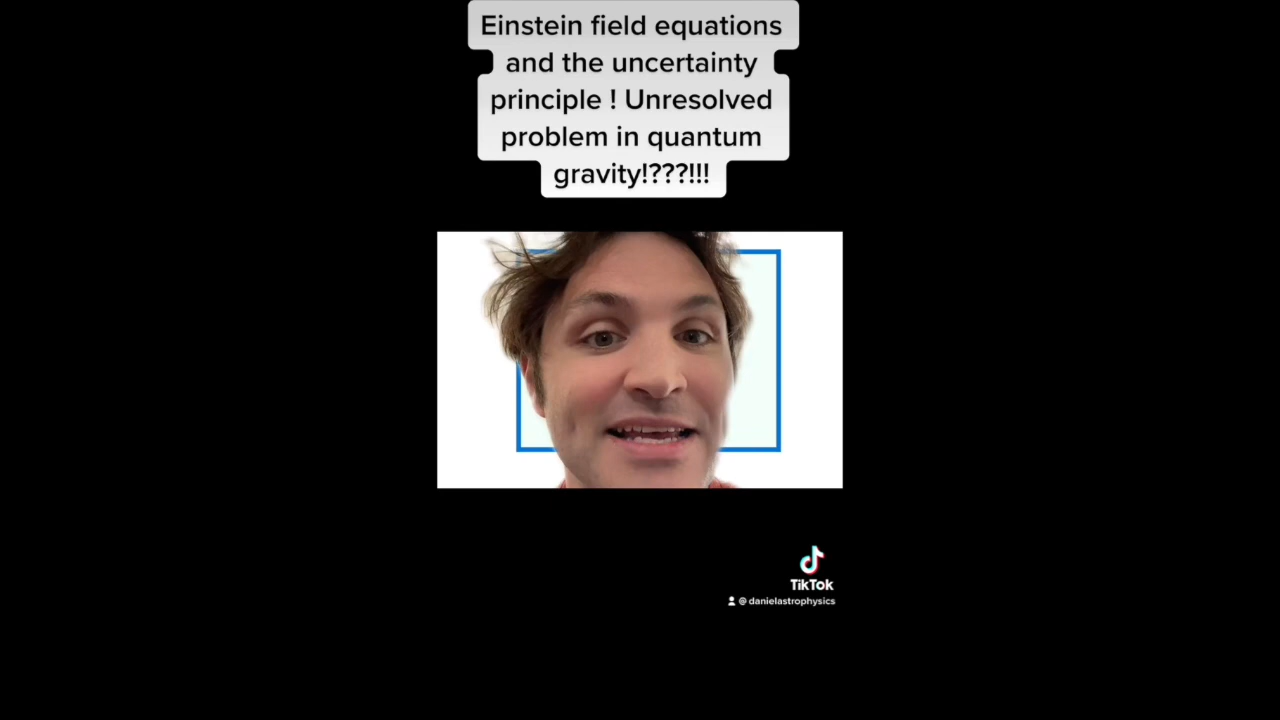 Einstein field equations
and the uncertainty
principle ! Unresolved
problem in quantum
gravity!???!!!
TikTok
@ danielastrophysics